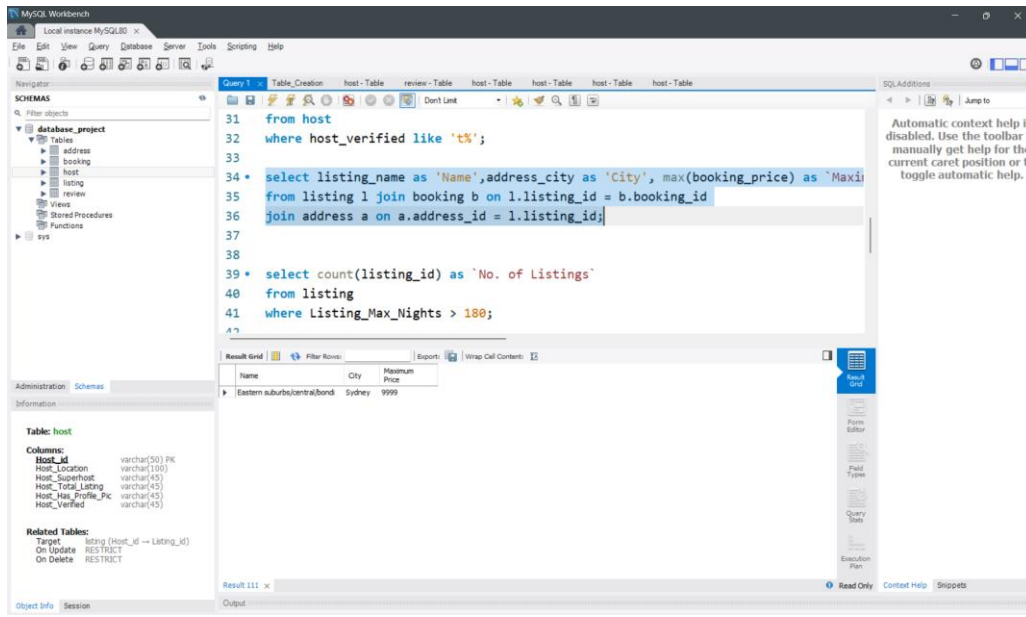 MySQL Workbench
Local instance MySQL80 ×
File Edit View Query Database Server Tools Scripting Help
Navigator
SCHEMAS
Filter objects
database_project
Tables
address
booking
host
listing
review
Views
Stored Procedures
Functions
sys
Administration Schemas
Information
Table: host
Columns:
Host_id varchar(50) PK
Host_Location varchar(100)
Host_Superhost varchar(45)
Host_Total_Listing varchar(45)
Host_Has_Profile_Pic varchar(45)
Host_Verified varchar(45)
Related Tables:
Target listing (Host_id → Listing_id)
On Update RESTRICT
On Delete RESTRICT
Object Info Session
Query 1 × Table_Creation host - Table review - Table host - Table host - Table host - Table host - Table
Don't Limit
31 from host
32 where host_verified like 't%';
33
34 select listing_name as 'Name',address_city as 'City', max(booking_price) as `Maxi
35 from listing l join booking b on l.listing_id = b.booking_id
36 join address a on a.address_id = l.listing_id;
37
38
39 select count(listing_id) as `No. of Listings`
40 from listing
41 where Listing_Max_Nights > 180;
42
Result Grid Filter Rows: Export: Wrap Cell Content:
Name City Maximum Price
Eastern suburbs/central/bondi Sydney 9999
Result Grid
Form Editor
Field Types
Query Stats
Execution Plan
Result 111 × Read Only
Output
SQLAdditions
Jump to
Automatic context help i
disabled. Use the toolbar
manually get help for the
current caret position or t
toggle automatic help.
Context Help Snippets